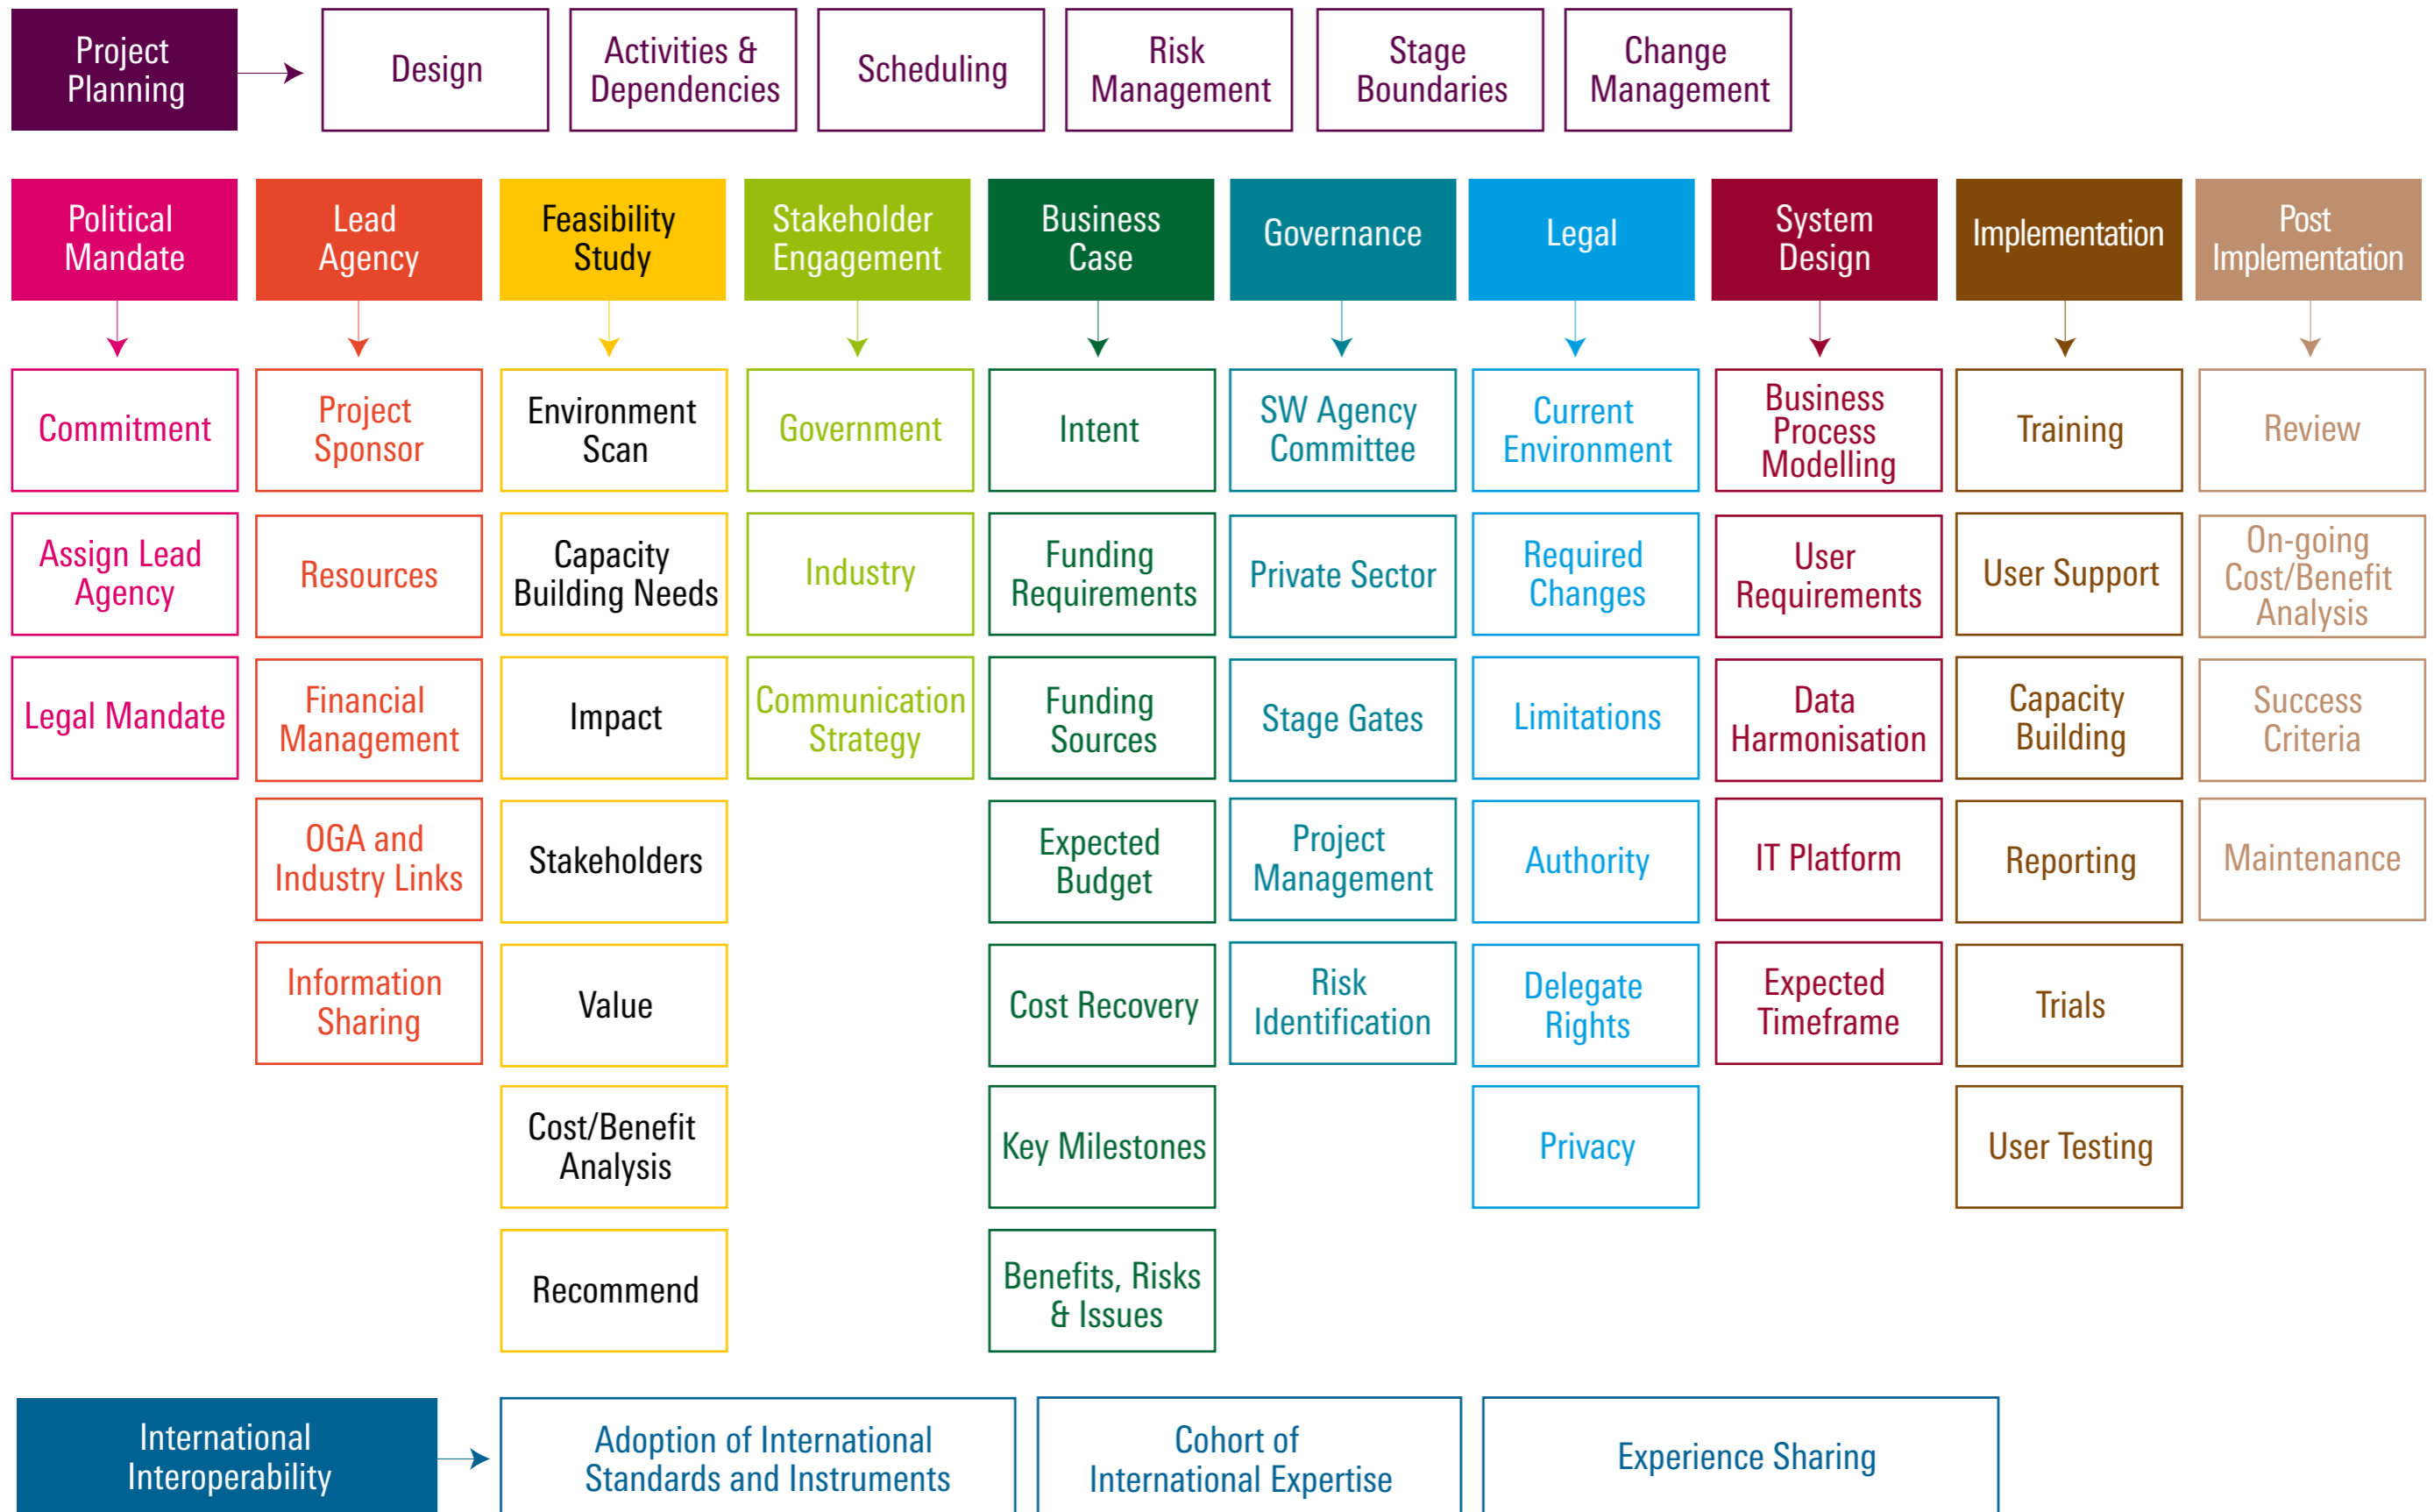 Project
Planning
Design
Activities &
Dependencies
Scheduling
Risk
Management
Stage
Boundaries
Change
Management
Political
Mandate
Commitment
Assign Lead
Agency
Legal Mandate
Lead
Agency
Project
Sponsor
Resources
Financial
Management
OGA and
Industry Links
Information
Sharing
Feasibility
Study
Environment
Scan
Capacity
Building Needs
Impact
Stakeholders
Value
Cost/Benefit
Analysis
Recommend
Stakeholder
Engagement
Government
Industry
Communication
Strategy
Business
Case
Intent
Funding
Requirements
Funding
Sources
Expected
Budget
Cost Recovery
Key Milestones
Benefits, Risks
& Issues
Governance
SW Agency
Committee
Private Sector
Stage Gates
Project
Management
Risk
Identification
Legal
Current
Environment
Required
Changes
Limitations
Authority
Delegate
Rights
Privacy
System
Design
Business
Process
Modelling
User
Requirements
Data
Harmonisation
IT Platform
Expected
Timeframe
Implementation
Training
User Support
Capacity
Building
Reporting
Trials
User Testing
Post
Implementation
Review
On-going
Cost/Benefit
Analysis
Success
Criteria
Maintenance
International
Interoperability
Adoption of International
Standards and Instruments
Cohort of
International Expertise
Experience Sharing